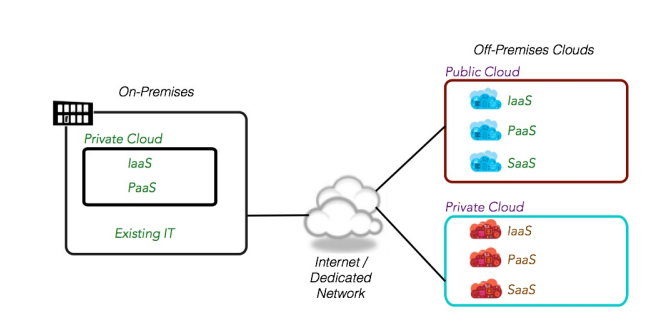 Off-Premises Clouds
Public Cloud
On-Premises
IaaS
PaaS
Private Cloud
IaaS
SaaS
PaaS
Private Cloud
Existing IT
IaaS
Internet /
Dedicated
Network
PaaS
SaaS